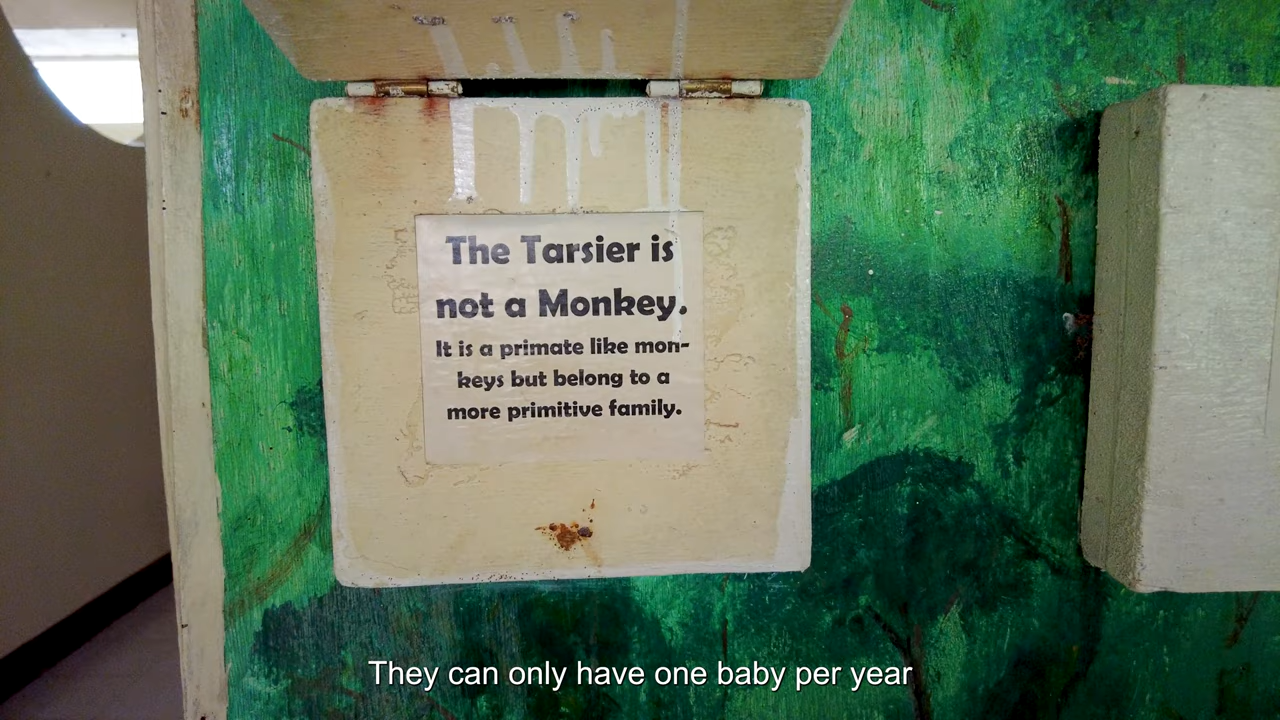 The Tarsier is
not a Monkey.
It is a primate like mon-
keys but belong to a
more primitive family.
They can only have one baby per year